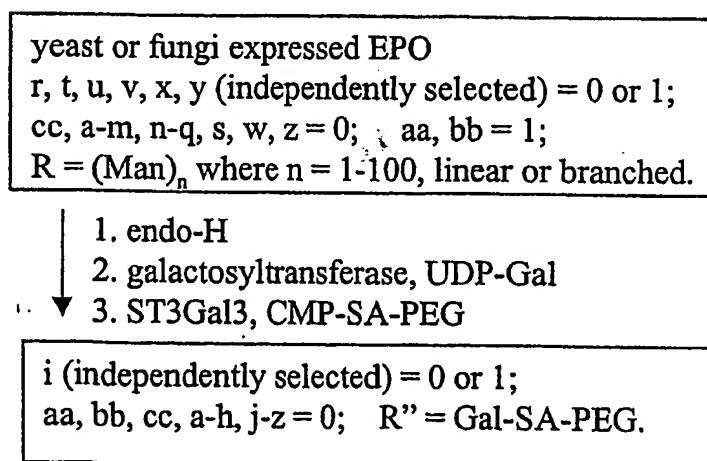 yeast or fungi expressed EPO
r, t, u, v, x, y (independently selected) = 0 or 1;
cc, a-m, n-q, s, w, z = 0; aa, bb = 1;
R = (Man)n where n = 1-100, linear or branched.
1. endo-H
2. galactosyltransferase, UDP-Gal
3. ST3Gal3, CMP-SA-PEG
i (independently selected) = 0 or 1;
aa, bb, cc, a-h, j-z = 0; R” = Gal-SA-PEG.